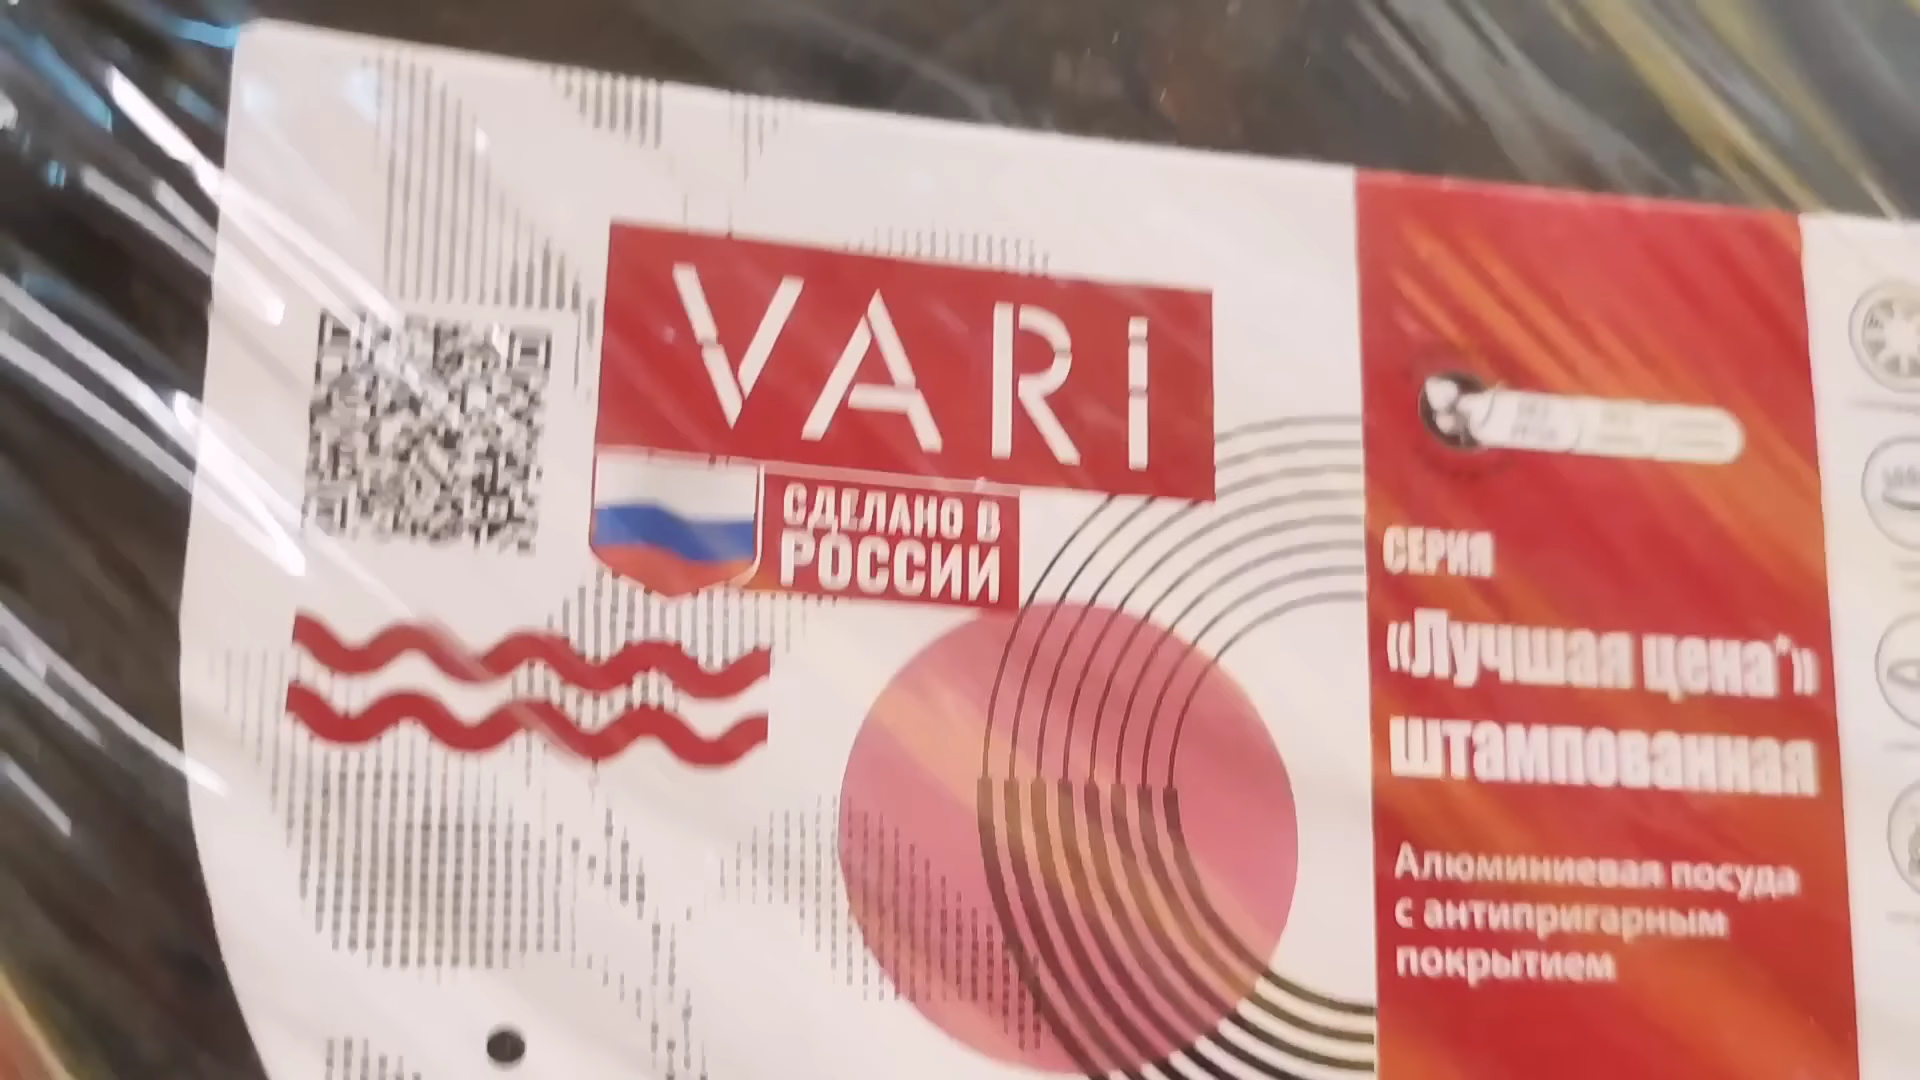 VARI
СДЕЛАНО В
РОССИИ
СЕРИЯ
«Лучшая цена*»
штампованная
Алюминиевая посуда
с антипригарным
покрытием